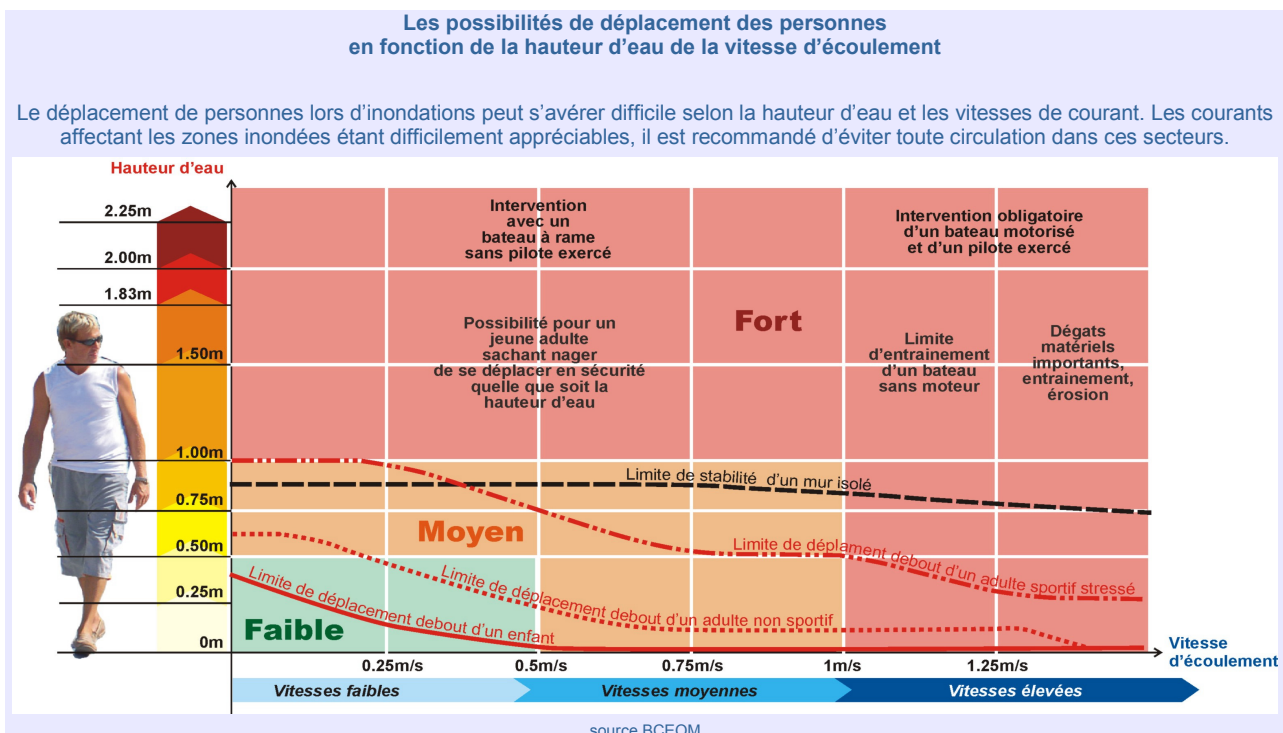 Les possibilités de déplacement des personnes
en fonction de la hauteur d'eau de la vitesse d'écoulement
Le déplacement de personnes lors d'inondations peut s'avérer difficile selon la hauteur d'eau et les vitesses de courant. Les courants
affectant les zones inondées étant difficilement appréciables, il est recommandé d'éviter toute circulation dans ces secteurs.
Hauteur d'eau
2.25m
2.00m
1.83m
1.50m
1.00m
0.75m
0.50m
0.25m
0m
Intervention
avec un
bateau à rame
sans pilote exercé
Intervention obligatoire
d'un bateau motorisé
et d'un pilote exercé
Fort
Possibilité pour un
jeune adulte
sachant nager
de se déplacer en sécurité
quelle que soit la
hauteur d'eau
Limite
d'entrainement
d'un bateau
sans moteur
Dégats
matériels
importants,
entrainement,
érosion
Limite de stabilité d'un mur isolé
Moyen
Limite de déplament debout d'un adulte sportif stressé
Limite de déplacement debout d'un adulte non sportif
Limite de déplacement debout d'un enfant
Faible
0.25m/s
0.5m/s
0.75m/s
1m/s
1.25m/s
Vitesse
d'écoulement
Vitesses faibles
Vitesses moyennes
Vitesses élevées
source BCEOM